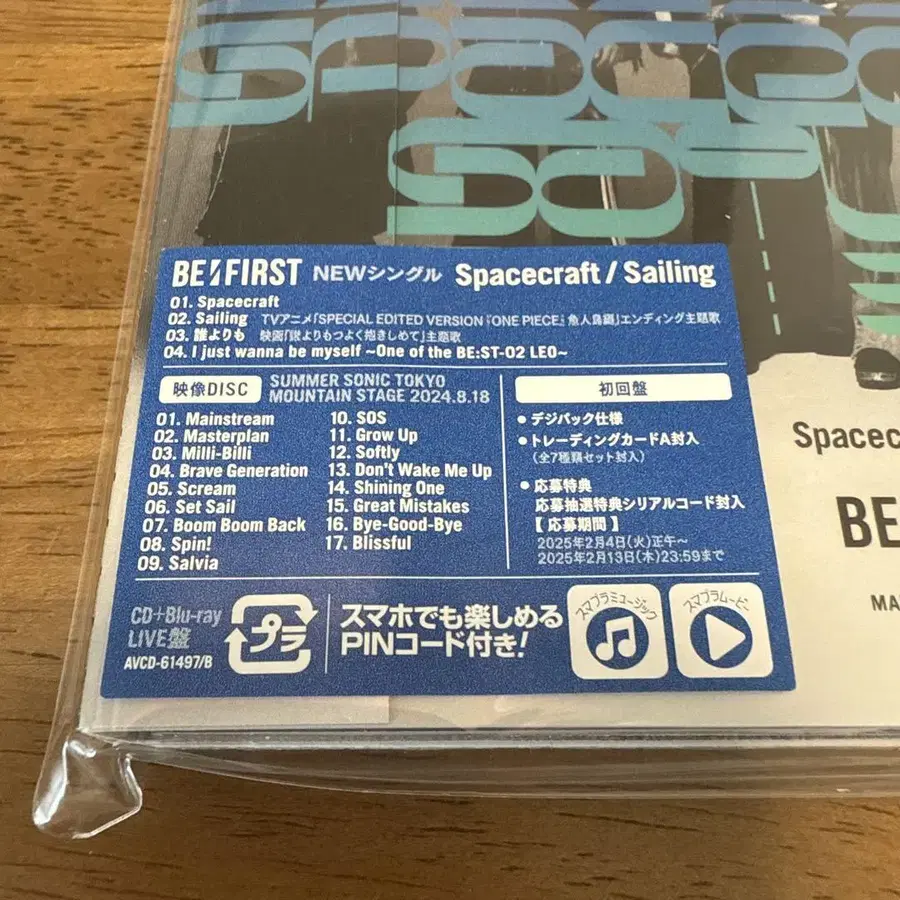 BE:FIRST NEWシングル Spacecraft / Sailing
01. Spacecraft
02. Sailing TVアニメ「SPECIAL EDITED VERSION『ONE PIECE』魚人島編」エンディング主題歌
03. 誰よりも 映画「誰よりもつよく抱きしめて」主題歌
04. I just wanna be myself ~One of the BE:ST-02 LEO~
映像DISC
SUMMER SONIC TOKYO
MOUNTAIN STAGE 2024.8.18
01. Mainstream
02. Masterplan
03. Milli-Billi
04. Brave Generation
05. Scream
06. Set Sail
07. Boom Boom Back
08. Spin!
09. Salvia
10. SOS
11. Grow Up
12. Softly
13. Don't Wake Me Up
14. Shining One
15. Great Mistakes
16. Bye-Good-Bye
17. Blissful
初回盤
● デジパック仕様
● トレーディングカードA封入
(全7種類セット封入)
● 応募特典
応募抽選特典シリアルコード封入
【応募期間】
2025年2月4日(火)正午~
2025年2月13日(木)23:59まで
CD+Blu-ray
LIVE盤
AVCD-61497/B
プラ
スマホでも楽しめる
PINコード付き!
スマプラミュージック
スマプラムービー
Spacec
BE
MA